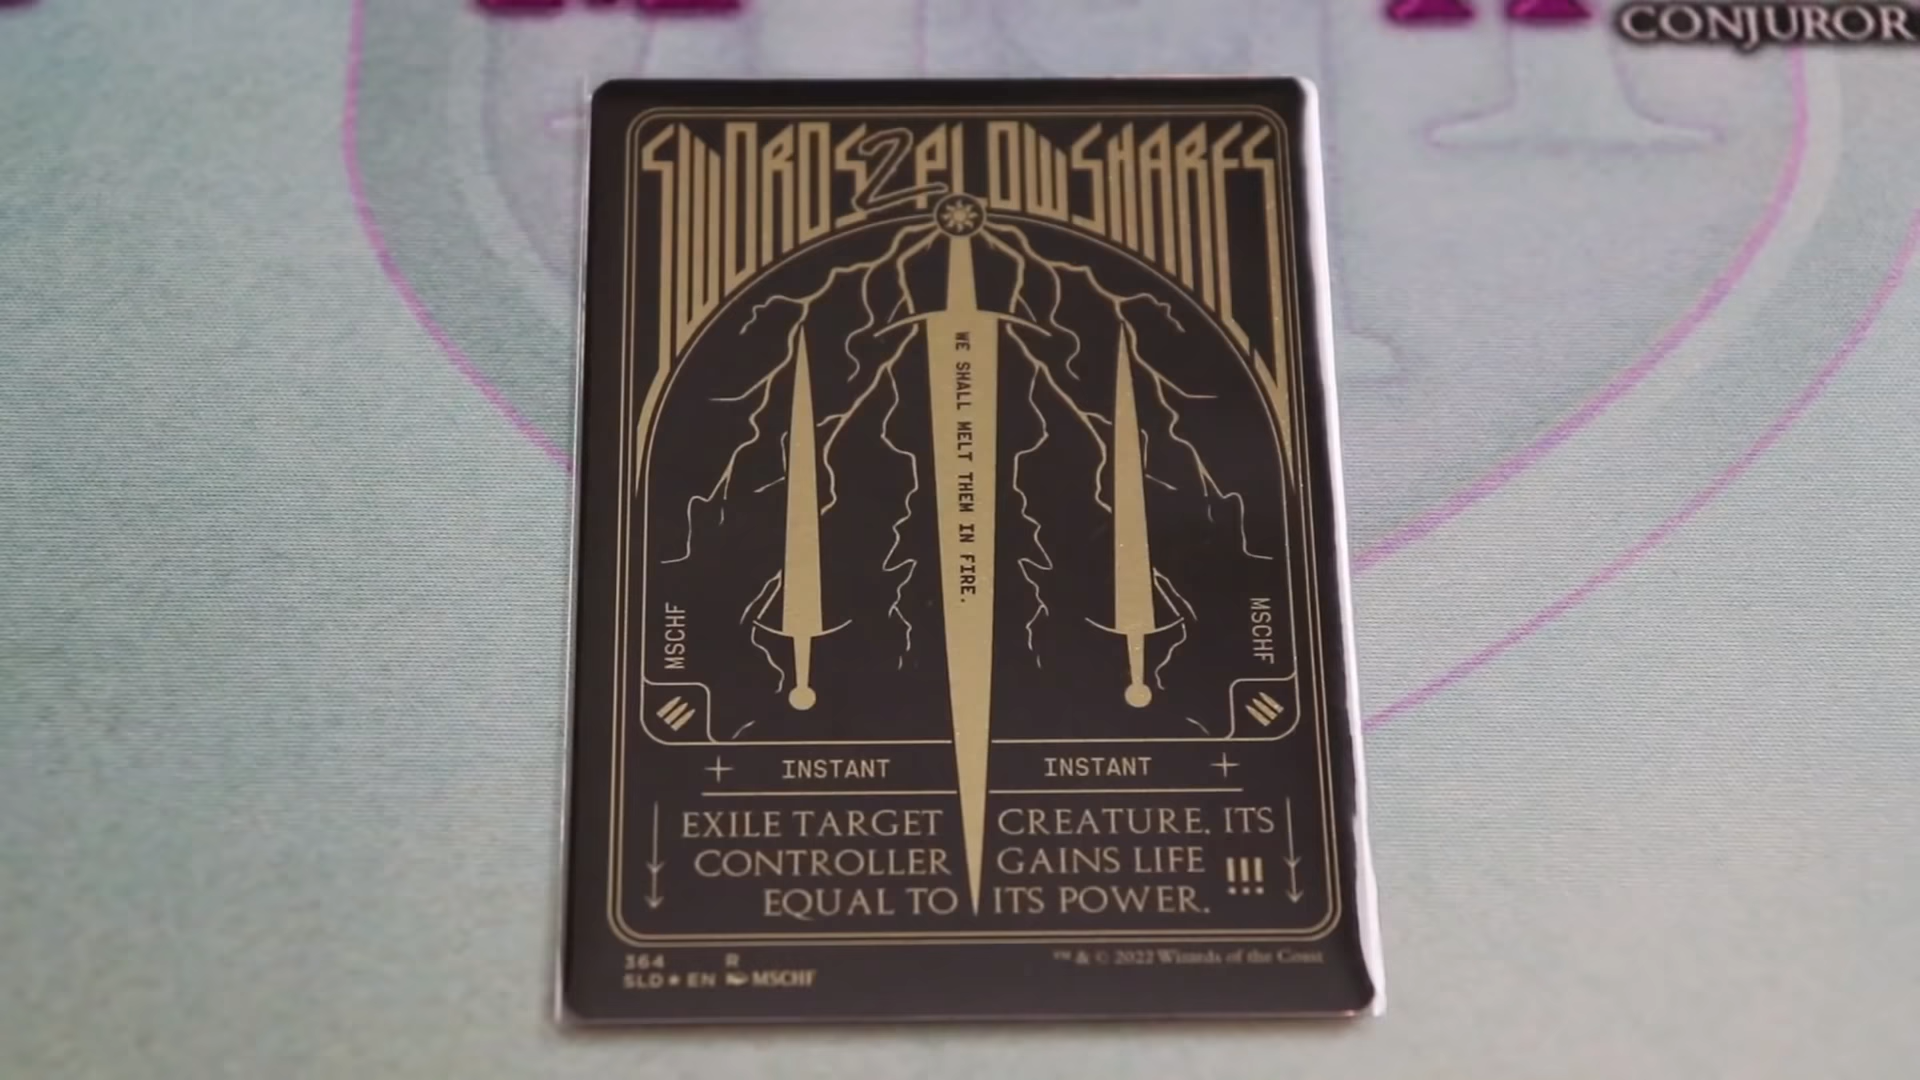 CONJUROR
SWORDS 2 PLOWSHARES
WE SHALL MELT THEM IN FIRE.
MSCHF
MSCHF
INSTANT INSTANT
EXILE TARGET CREATURE. ITS
CONTROLLER GAINS LIFE
EQUAL TO ITS POWER. !!!
364 R
SLD • EN MSCHF
™ & © 2022 Wizards of the Coast